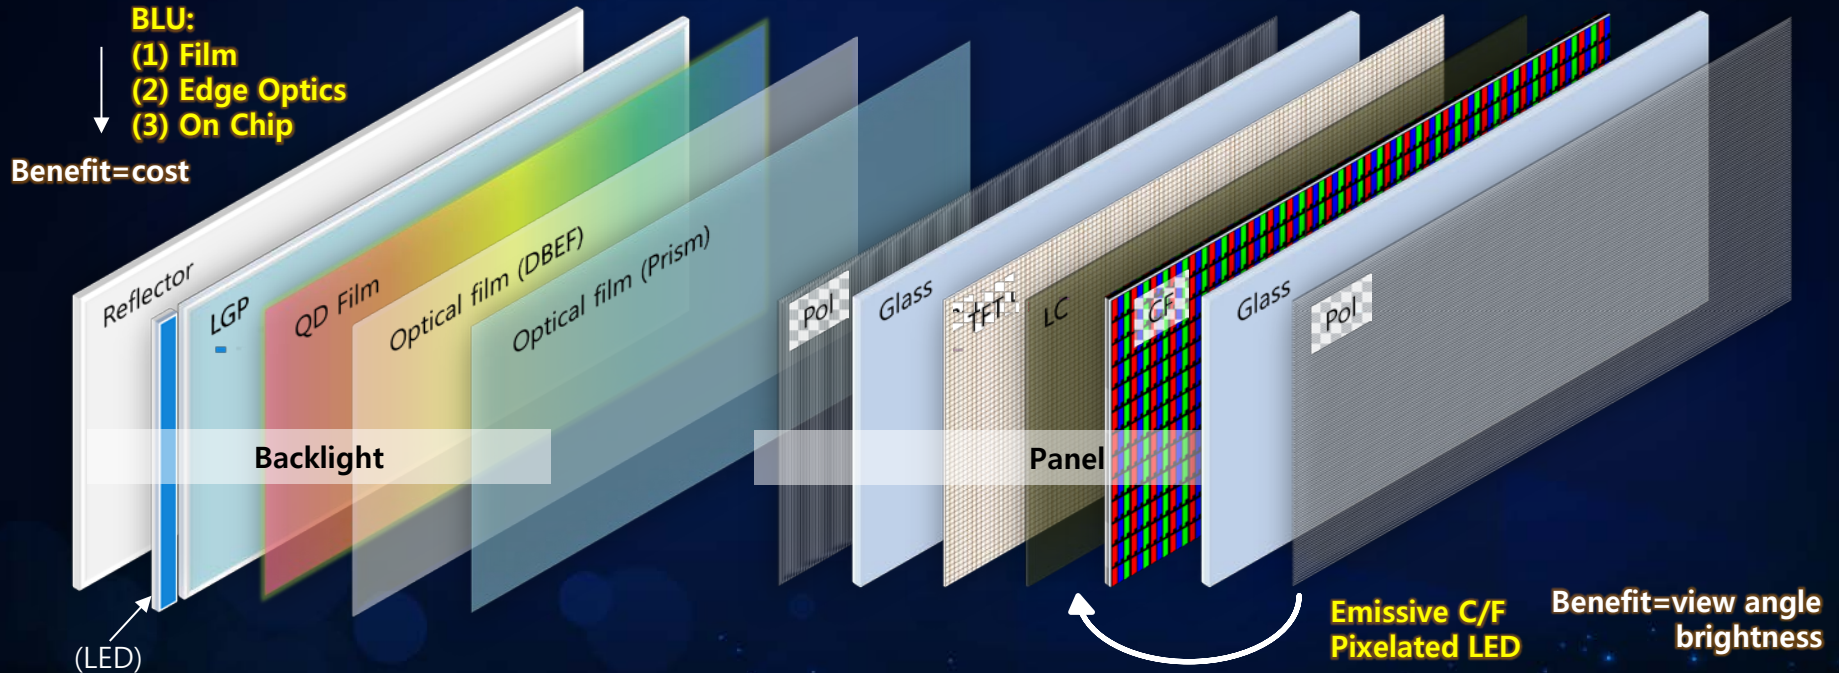 BLU:
(1) Film
(2) Edge Optics
(3) On Chip
Benefit=cost
Reflector
LGP
QD Film
Optical film (DBEF)
Optical film (Prism)
Pol
Glass
TFT
LC
CF
Glass
Pol
Backlight
Panel
(LED)
Emissive C/F
Pixelated LED
Benefit=view angle
brightness